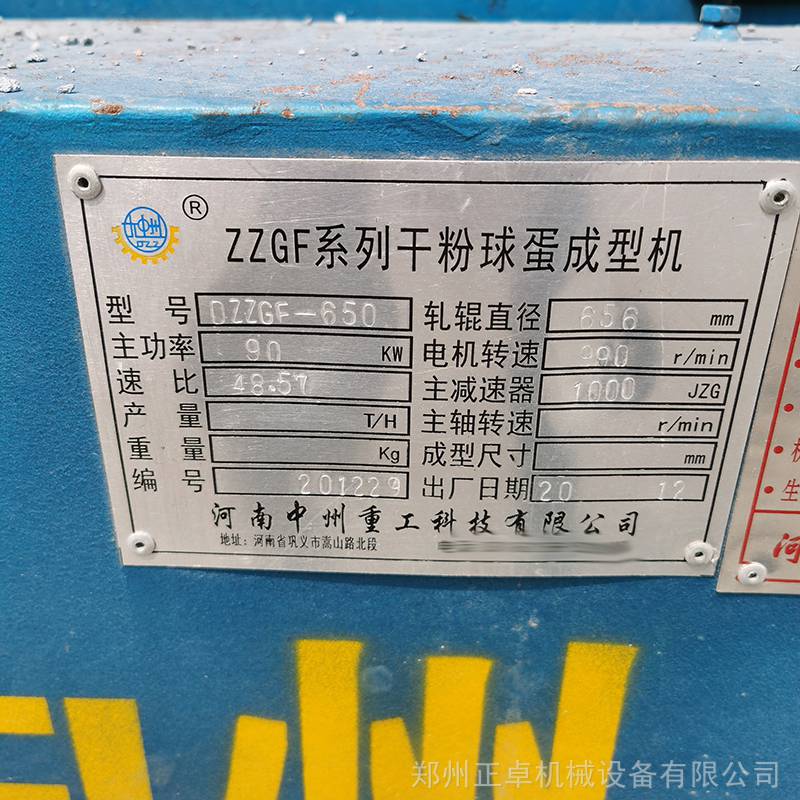 ®
ZZGF系列干粉球蛋成型机
型号 DZZGF-650 轧辊直径 656 mm
主功率 90 KW 电机转速 990 r/min
速比 48.57 主减速器 1000 JZG
产量 T/H 主轴转速 r/min
重量 Kg 成型尺寸 mm
编号 201229 出厂日期 20 12
河南中州重工科技有限公司
地址：河南省巩义市嵩山路北段
生
河
州
郑州正卓机械设备有限公司